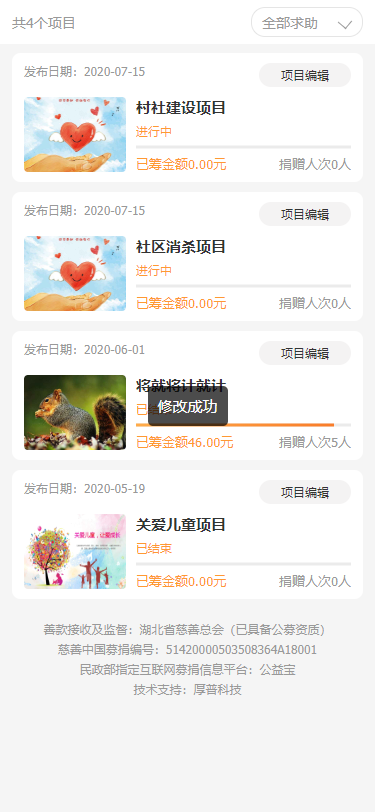 共4个项目
全部求助
发布日期：2020-07-15
项目编辑
村社建设项目
进行中
已筹金额0.00元
捐赠人次0人
发布日期：2020-07-15
项目编辑
社区消杀项目
进行中
已筹金额0.00元
捐赠人次0人
发布日期：2020-06-01
项目编辑
将就将计就计
修改成功
已筹金额46.00元
捐赠人次5人
发布日期：2020-05-19
项目编辑
关爱儿童，让爱成长
关爱儿童项目
已结束
已筹金额0.00元
捐赠人次0人
善款接收及监督：湖北省慈善总会（已具备公募资质）
慈善中国募捐编号：51420000503508364A18001
民政部指定互联网募捐信息平台：公益宝
技术支持：厚普科技